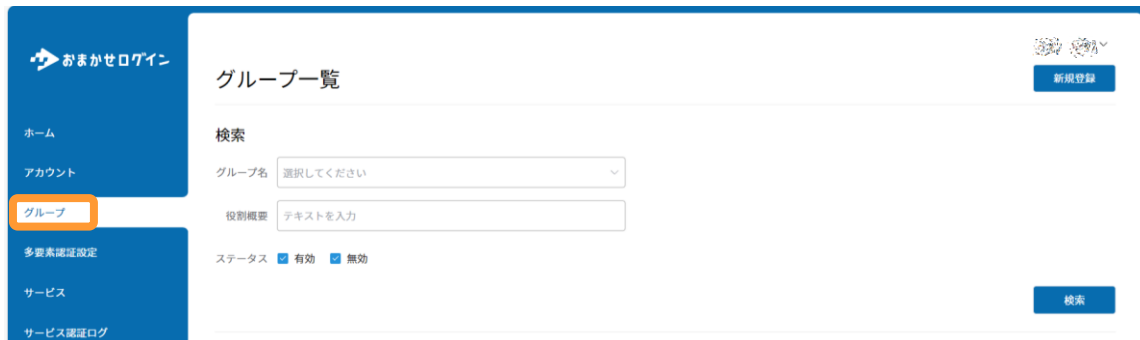 おまかせログイン
グループ一覧
新規登録
ホーム
アカウント
グループ
多要素認証設定
サービス
サービス認証ログ
検索
グループ名 選択してください
役割概要 テキストを入力
ステータス 有効 無効
検索